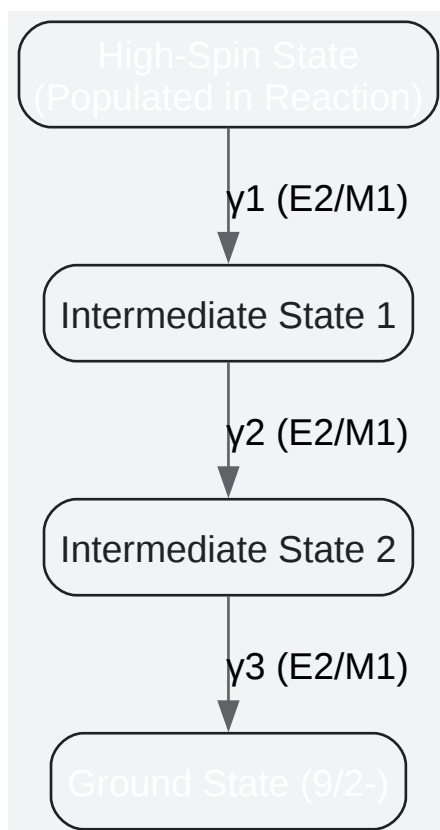 High-Spin State
(Populated in Reaction)
γ1 (E2/M1)
Intermediate State 1
γ2 (E2/M1)
Intermediate State 2
γ3 (E2/M1)
Ground State (9/2-)